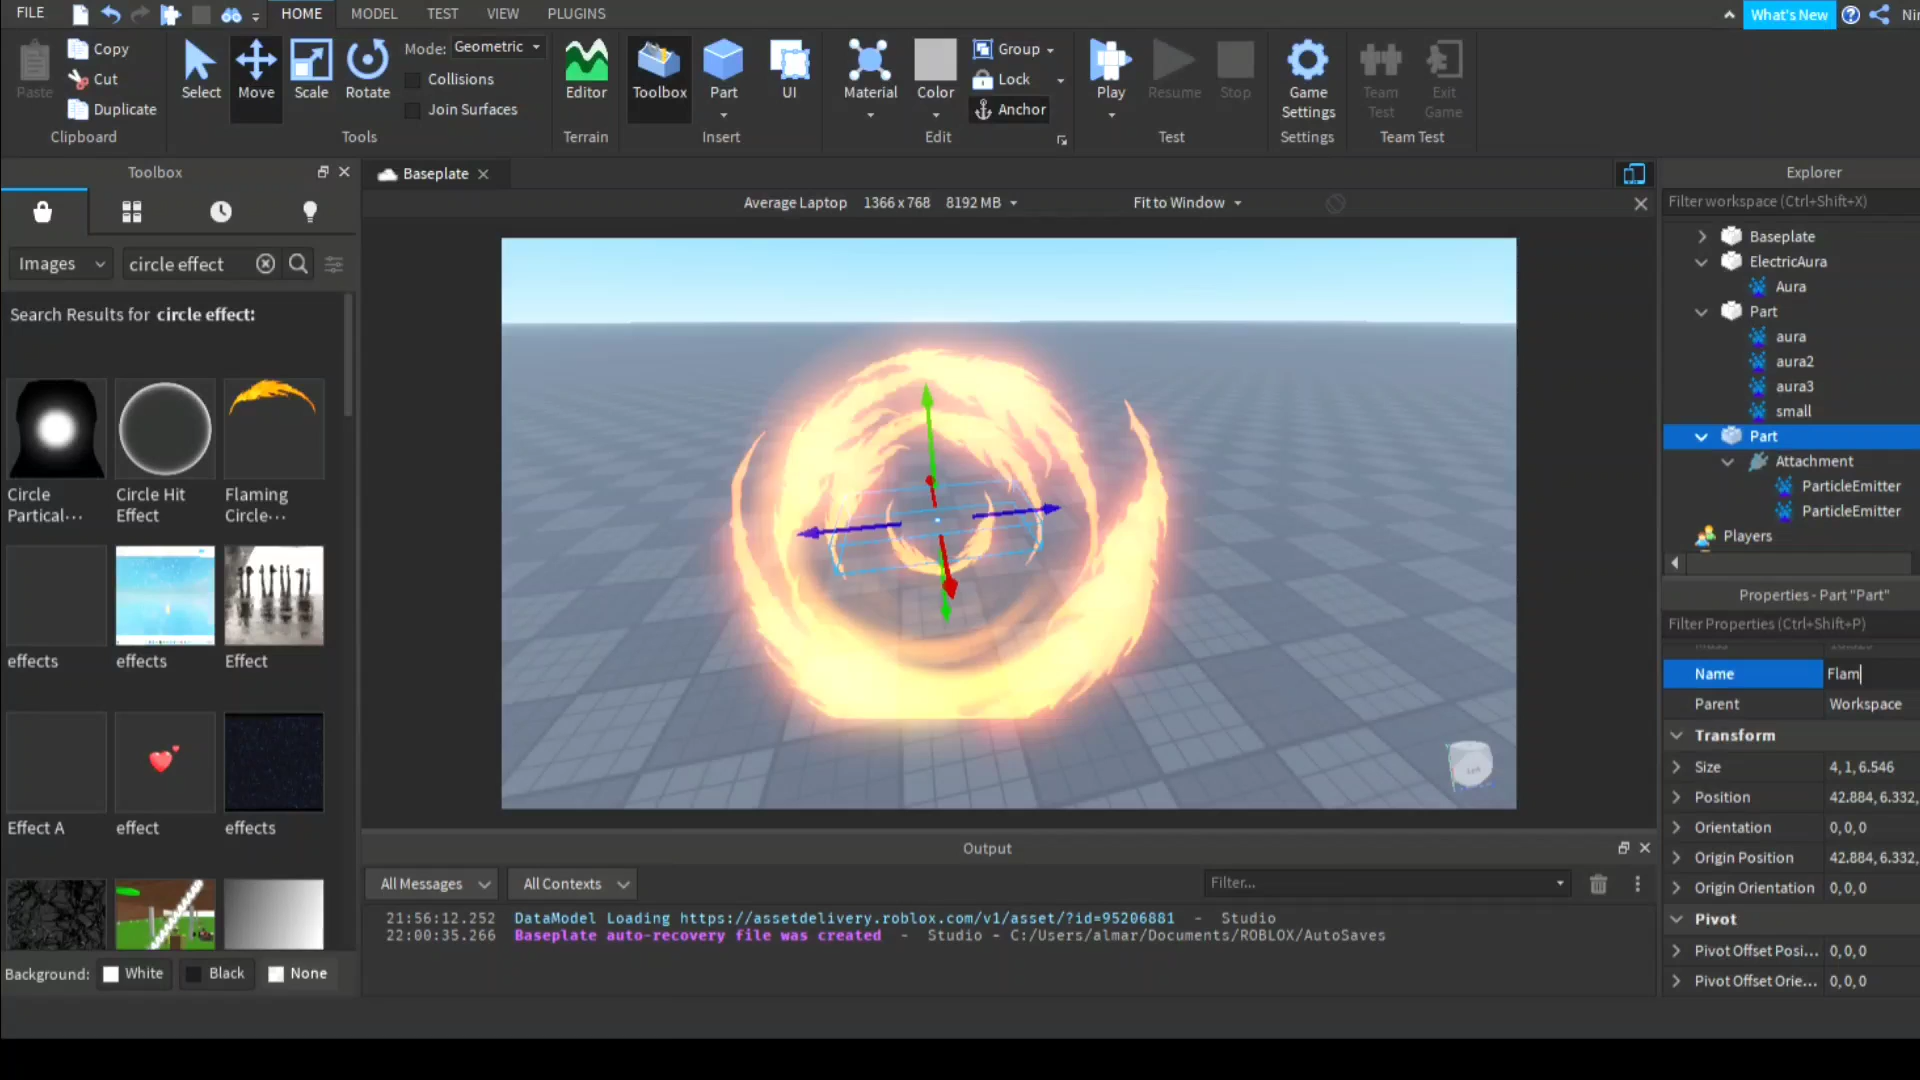 FILE
HOME
MODEL
TEST
VIEW
PLUGINS
What's New
Nin
Paste
Copy
Cut
Duplicate
Clipboard
Select
Move
Scale
Rotate
Mode: Geometric
Collisions
Join Surfaces
Tools
Editor
Terrain
Toolbox
Part
UI
Insert
Material
Color
Group
Lock
Anchor
Edit
Play
Resume
Stop
Test
Game
Settings
Settings
Team
Test
Exit
Game
Team Test
Toolbox
Images
circle effect
Search Results for circle effect:
Circle
Partical···
Circle Hit
Effect
Flaming
Circle···
effects
effects
Effect
Effect A
effect
effects
Background: White Black None
Baseplate
Average Laptop 1366 x 768 8192 MB
Fit to Window
Output
All Messages
All Contexts
Filter...
21:56:12.252 DataModel Loading https://assetdelivery.roblox.com/v1/asset/?id=95206881 - Studio
22:00:35.266 Baseplate auto-recovery file was created - Studio - C:/Users/almar/Documents/ROBLOX/AutoSaves
Explorer
Filter workspace (Ctrl+Shift+X)
Baseplate
ElectricAura
Aura
Part
aura
aura2
aura3
small
Part
Attachment
ParticleEmitter
ParticleEmitter
Players
Properties - Part "Part"
Filter Properties (Ctrl+Shift+P)
Name Flam
Parent Workspace
Transform
Size 4, 1, 6.546
Position 42.884, 6.332,
Orientation 0, 0, 0
Origin Position 42.884, 6.332,
Origin Orientation 0, 0, 0
Pivot
Pivot Offset Posi... 0, 0, 0
Pivot Offset Orie... 0, 0, 0